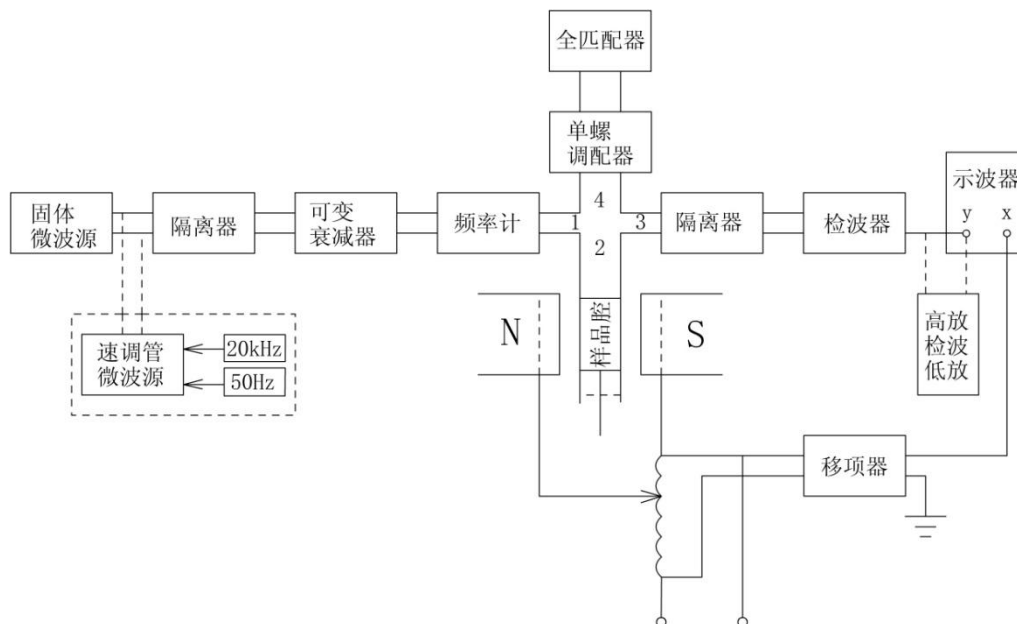 全匹配器
单螺
调配器
固体
微波源
隔离器
可变
衰减器
频率计
1
4
2
3
隔离器
检波器
示波器
y
x
速调管
微波源
20kHz
50Hz
N
样品腔
S
高放
检波
低放
移项器